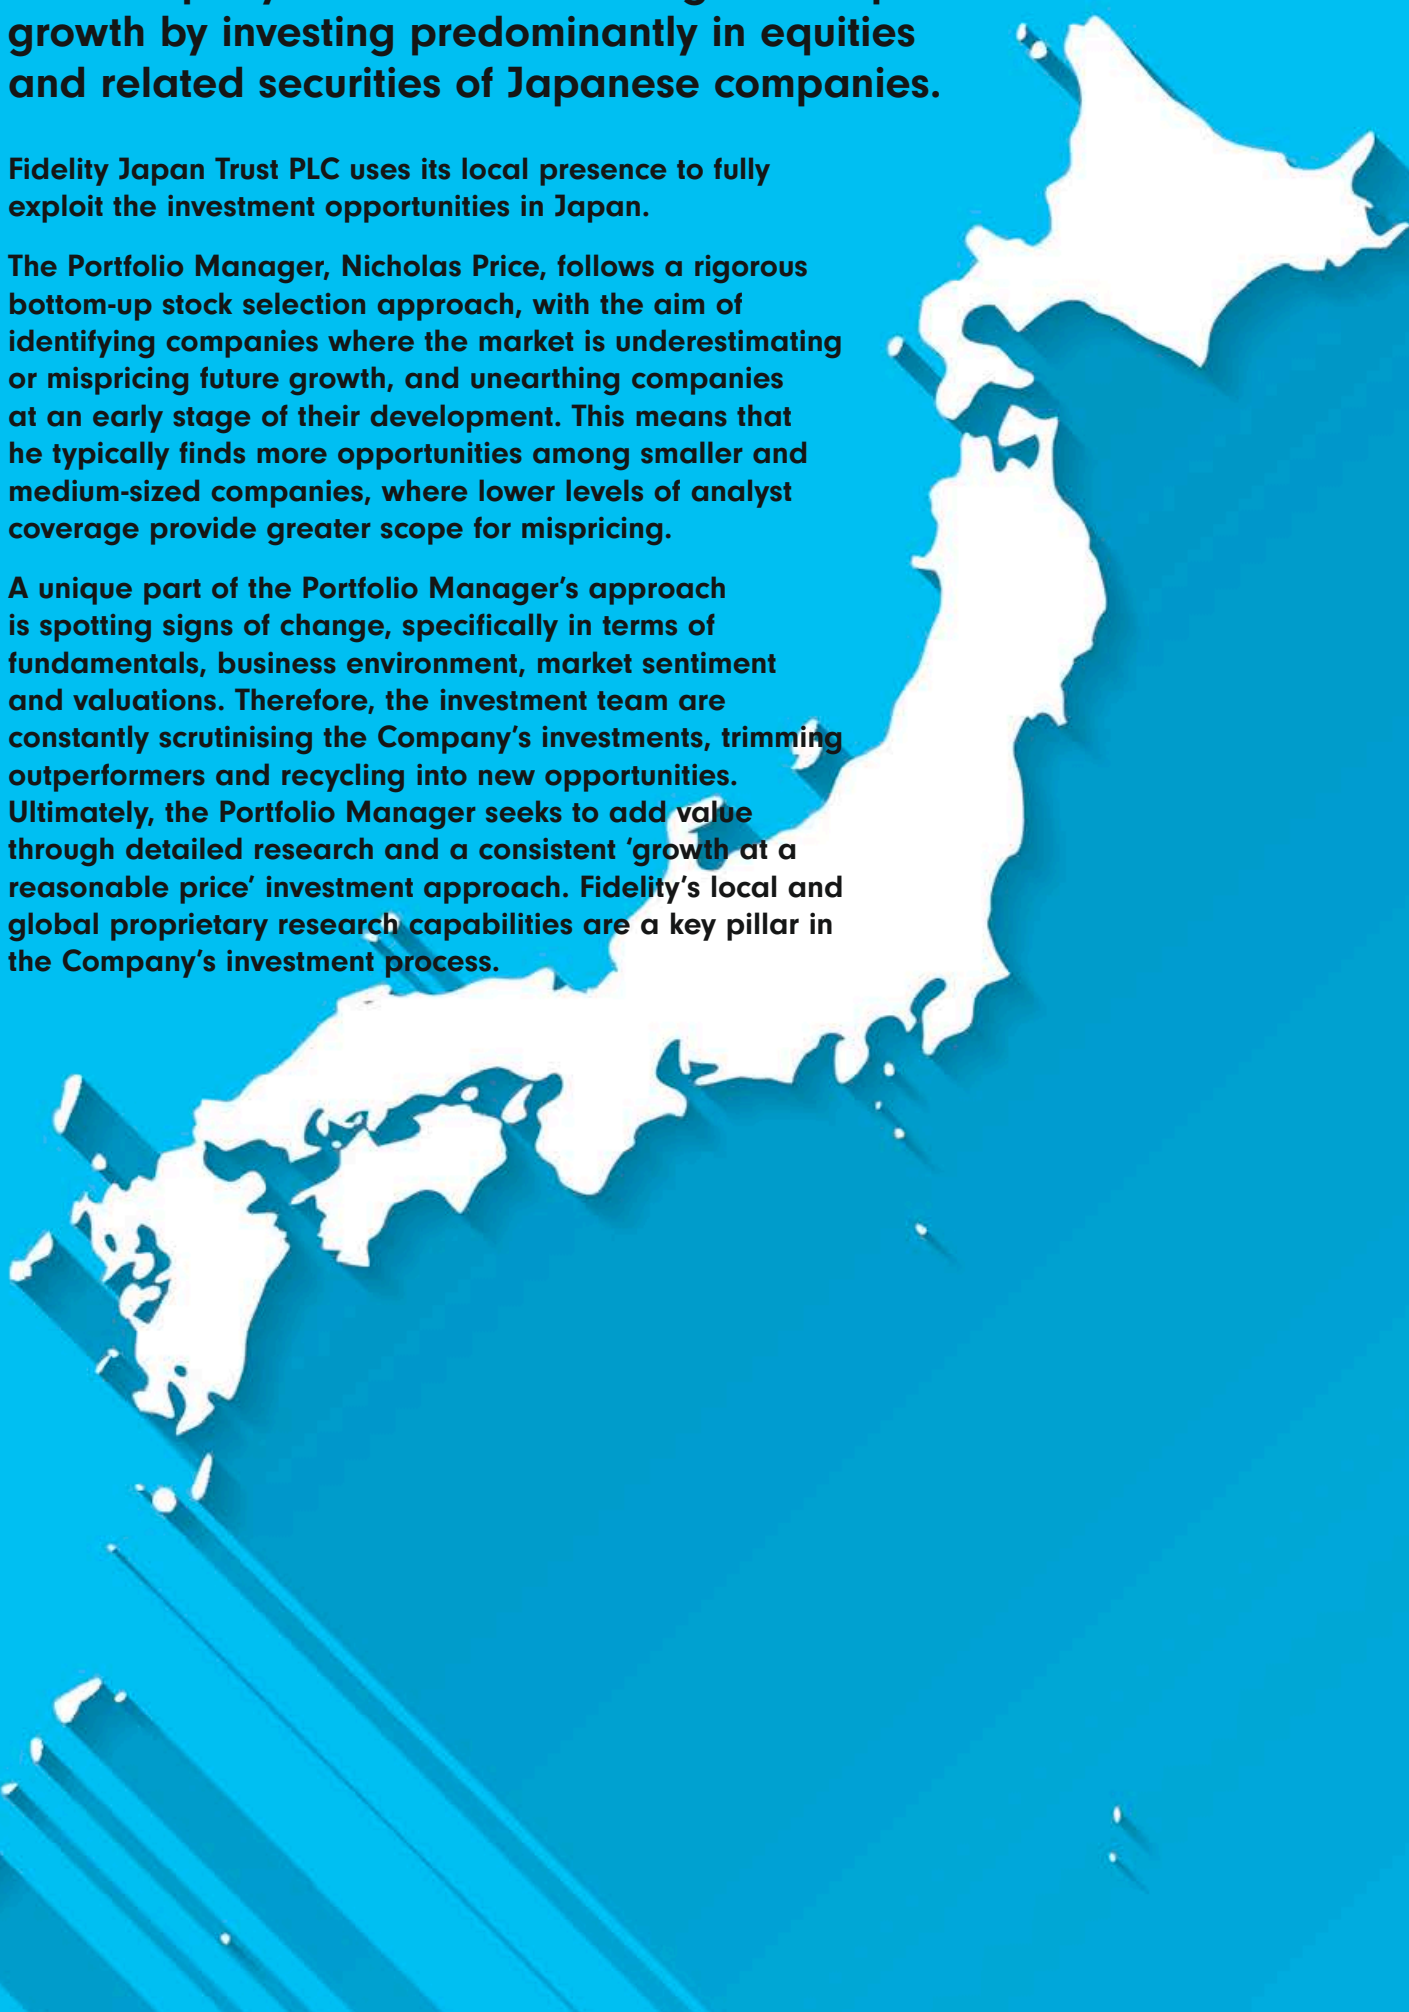 growth by investing predominantly in equities
and related securities of Japanese companies.
Fidelity Japan Trust PLC uses its local presence to fully
exploit the investment opportunities in Japan.
The Portfolio Manager, Nicholas Price, follows a rigorous
bottom-up stock selection approach, with the aim of
identifying companies where the market is underestimating
or mispricing future growth, and unearthing companies
at an early stage of their development. This means that
he typically finds more opportunities among smaller and
medium-sized companies, where lower levels of analyst
coverage provide greater scope for mispricing.
A unique part of the Portfolio Manager’s approach
is spotting signs of change, specifically in terms of
fundamentals, business environment, market sentiment
and valuations. Therefore, the investment team are
constantly scrutinising the Company’s investments, trimming
outperformers and recycling into new opportunities.
Ultimately, the Portfolio Manager seeks to add value
through detailed research and a consistent ‘growth at a
reasonable price’ investment approach. Fidelity’s local and
global proprietary research capabilities are a key pillar in
the Company’s investment process.